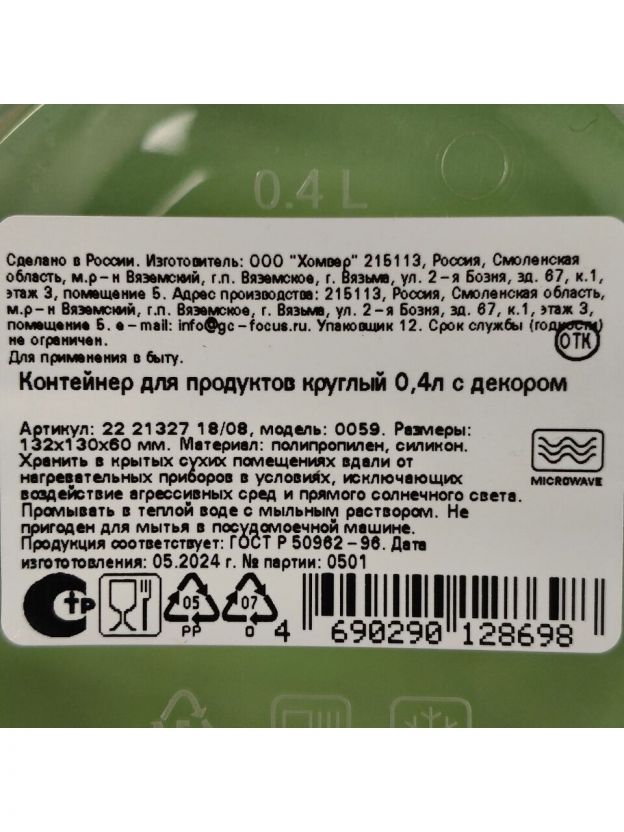 0.4 L
Сделано в России. Изготовитель: ООО "Хомвер" 215113, Россия, Смоленская
область, м.р-н Вяземский, г.п. Вяземское, г. Вязьма, ул. 2-я Бозня, зд. 67, к.1,
этаж 3, помещение 5. Адрес производства: 215113, Россия, Смоленская область,
м.р-н Вяземский, г.п. Вяземское, г. Вязьма, ул. 2-я Бозня, зд. 67, к.1, этаж 3,
помещение 5. e-mail: info@gc-focus.ru. Упаковщик 12. Срок службы (годности)
не ограничен.
ОТК
Для применения в быту.
Контейнер для продуктов круглый 0,4л с декором
Артикул: 22 21327 18/08, модель: 0059. Размеры:
132х130х60 мм. Материал: полипропилен, силикон.
Хранить в крытых сухих помещениях вдали от
нагревательных приборов в условиях, исключающих
воздействие агрессивных сред и прямого солнечного света.
Промывать в теплой воде с мыльным раствором. Не
пригоден для мытья в посудомоечной машине.
Продукция соответствует: ГОСТ Р 50962-96. Дата
изгототовления: 05.2024 г. № партии: 0501
MICROWAVE
СТР
05
PP
07
O
4 690290 128698
5